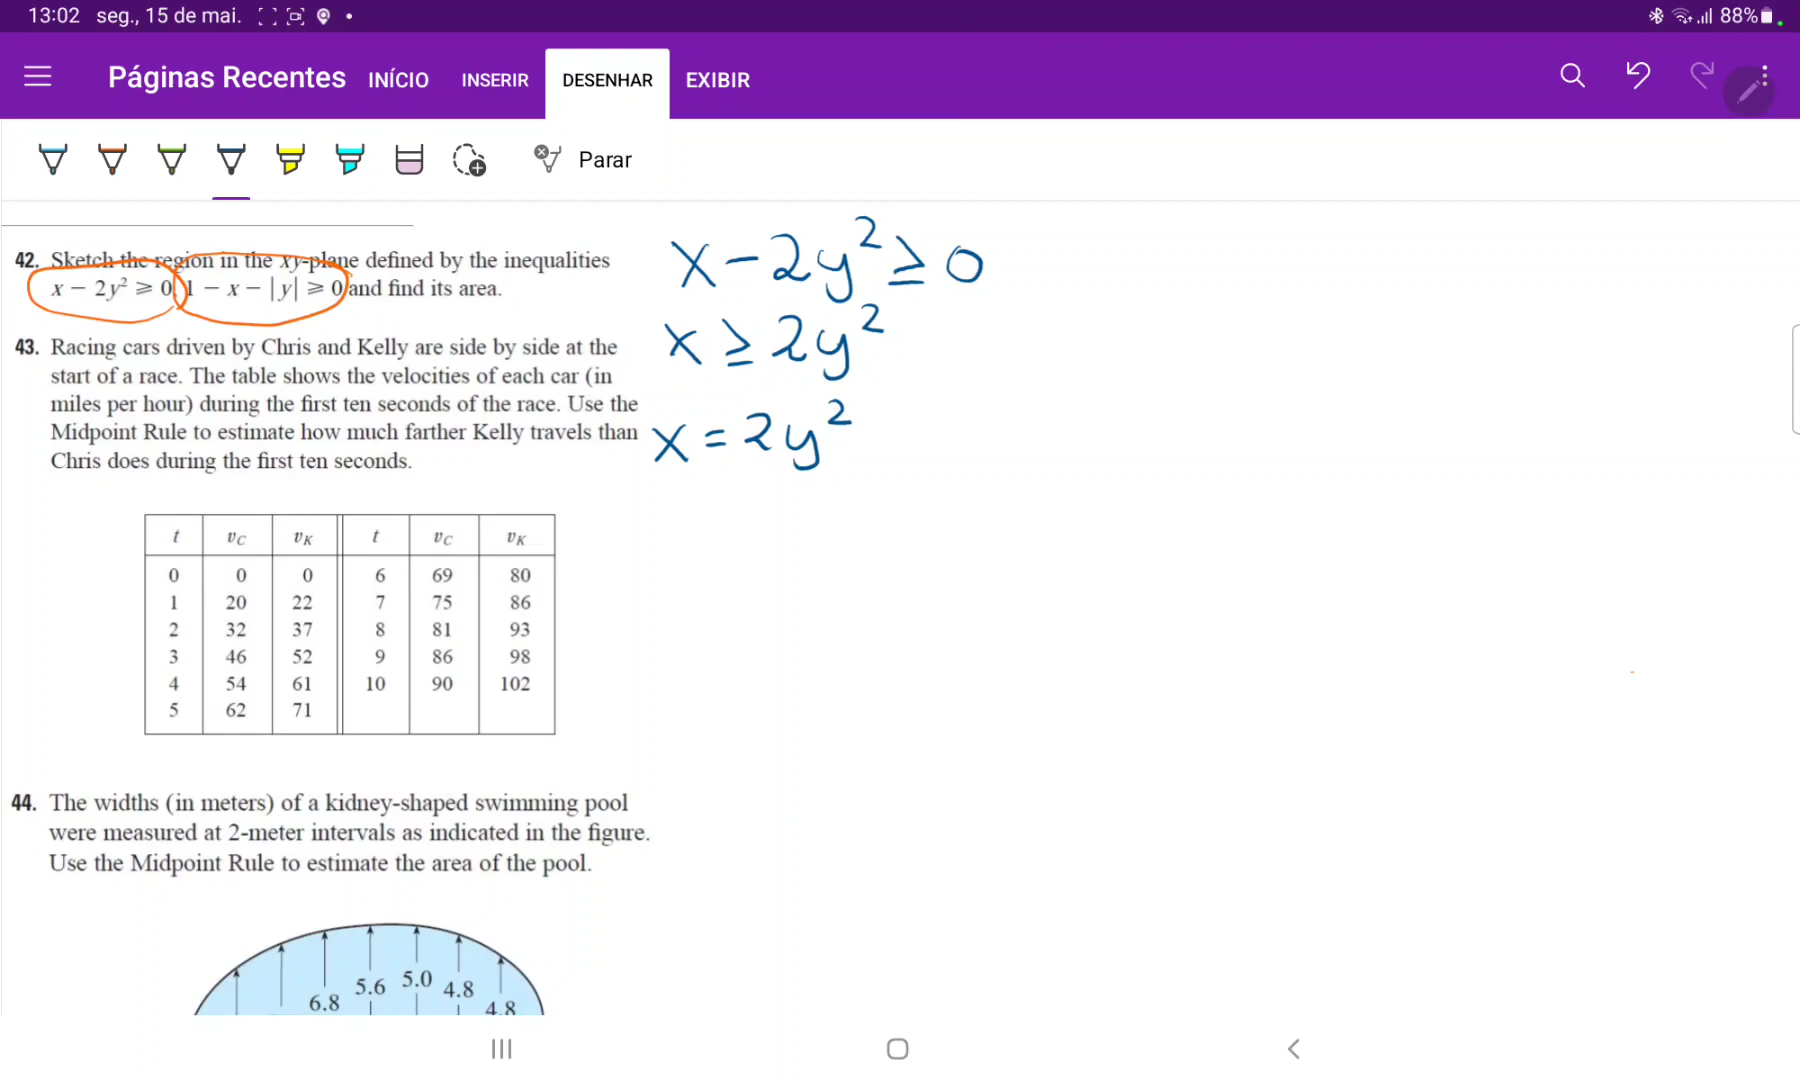 13:02 seg., 15 de mai. 88%
Páginas Recentes INÍCIO INSERIR DESENHAR EXIBIR
Parar
42. Sketch the region in the xy-plane defined by the inequalities
x − 2y² ⩾ 0, 1 − x − |y| ⩾ 0 and find its area.
43. Racing cars driven by Chris and Kelly are side by side at the
start of a race. The table shows the velocities of each car (in
miles per hour) during the first ten seconds of the race. Use the
Midpoint Rule to estimate how much farther Kelly travels than
Chris does during the first ten seconds.
t v_C v_K t v_C v_K
0 0 0 6 69 80
1 20 22 7 75 86
2 32 37 8 81 93
3 46 52 9 86 98
4 54 61 10 90 102
5 62 71
44. The widths (in meters) of a kidney-shaped swimming pool
were measured at 2-meter intervals as indicated in the figure.
Use the Midpoint Rule to estimate the area of the pool.
6.8 5.6 5.0 4.8 4.8
x − 2y² ≥ 0
x ≥ 2y²
x = 2y²